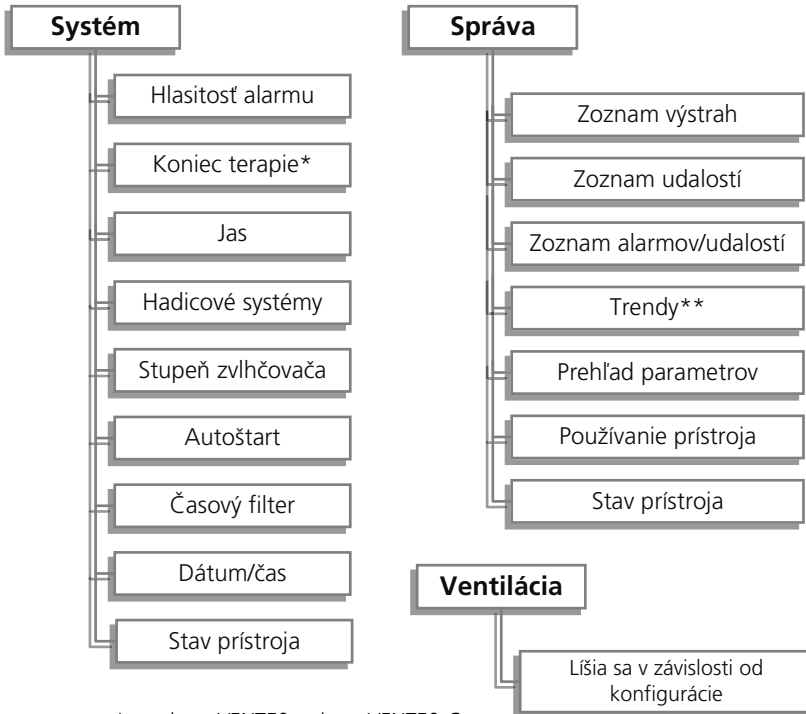 Systém
Hlasitosť alarmu
Koniec terapie*
Jas
Hadicové systémy
Stupeň zvlhčovača
Autoštart
Časový filter
Dátum/čas
Stav prístroja
Správa
Zoznam výstrah
Zoznam udalostí
Zoznam alarmov/udalostí
Trendy**
Prehľad parametrov
Používanie prístroja
Stav prístroja
Ventilácia
Líšia sa v závislosti od
konfigurácie